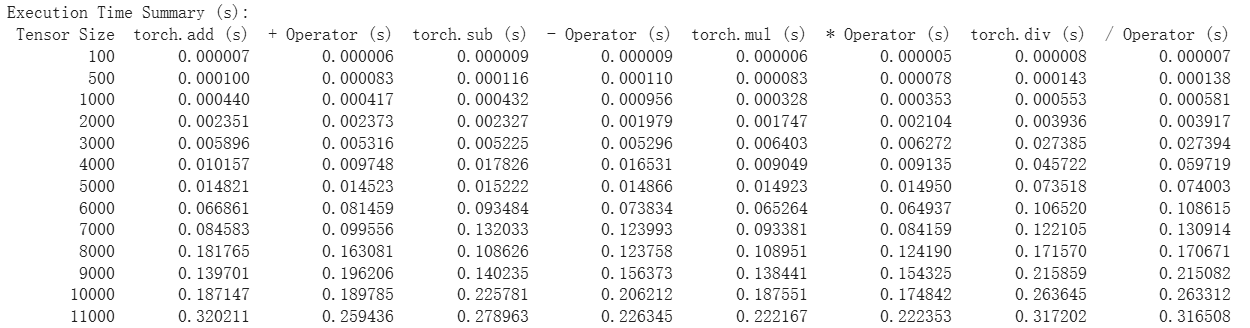 Execution Time Summary (s):
Tensor Size torch.add (s) + Operator (s) torch.sub (s) - Operator (s) torch.mul (s) * Operator (s) torch.div (s) / Operator (s)
100 0.000007 0.000006 0.000009 0.000009 0.000006 0.000005 0.000008 0.000007
500 0.000100 0.000083 0.000116 0.000110 0.000083 0.000078 0.000143 0.000138
1000 0.000440 0.000417 0.000432 0.000956 0.000328 0.000353 0.000553 0.000581
2000 0.002351 0.002373 0.002327 0.001979 0.001747 0.002104 0.003936 0.003917
3000 0.005896 0.005316 0.005225 0.005296 0.006403 0.006272 0.027385 0.027394
4000 0.010157 0.009748 0.017826 0.016531 0.009049 0.009135 0.045722 0.059719
5000 0.014821 0.014523 0.015222 0.014866 0.014923 0.014950 0.073518 0.074003
6000 0.066861 0.081459 0.093484 0.073834 0.065264 0.064937 0.106520 0.108615
7000 0.084583 0.099556 0.132033 0.123993 0.093381 0.084159 0.122105 0.130914
8000 0.181765 0.163081 0.108626 0.123758 0.108951 0.124190 0.171570 0.170671
9000 0.139701 0.196206 0.140235 0.156373 0.138441 0.154325 0.215859 0.215082
10000 0.187147 0.189785 0.225781 0.206212 0.187551 0.174842 0.263645 0.263312
11000 0.320211 0.259436 0.278963 0.226345 0.222167 0.222353 0.317202 0.316508